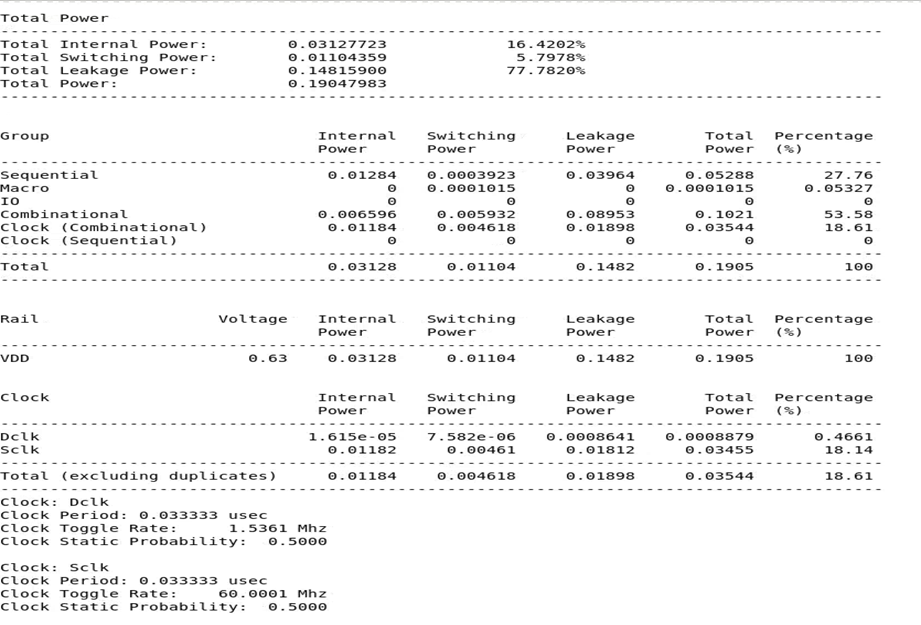 Total Power
--------------------------------------------------------------------------------
Total Internal Power:        0.03127723        16.4202%
Total Switching Power:       0.01104359         5.7978%
Total Leakage Power:         0.14815900        77.7820%
Total Power:                 0.19047983
--------------------------------------------------------------------------------
Group                    Internal   Switching   Leakage   Total   Percentage
                         Power      Power       Power     Power   (%)
--------------------------------------------------------------------------------
Sequential               0.01284    0.0003923   0.03964   0.05288   27.76
Macro                    0          0.0001015   0         0.0001015   0.05327
IO                       0          0           0         0         0
Combinational            0.006596   0.005932    0.08953   0.1021    53.58
Clock (Combinational)    0.01184    0.004618    0.01898   0.03544   18.61
Clock (Sequential)       0          0           0         0         0
--------------------------------------------------------------------------------
Total                    0.03128    0.01104     0.1482    0.1905    100
--------------------------------------------------------------------------------
Rail          Voltage    Internal   Switching   Leakage   Total   Percentage
                         Power      Power       Power     Power   (%)
--------------------------------------------------------------------------------
VDD           0.63       0.03128    0.01104     0.1482    0.1905    100
Clock                    Internal   Switching   Leakage   Total   Percentage
                         Power      Power       Power     Power   (%)
--------------------------------------------------------------------------------
Dclk                     1.615e-05  7.582e-06   0.0008641   0.0008879   0.4661
Sclk                     0.01182    0.00461     0.01812   0.03455   18.14
--------------------------------------------------------------------------------
Total (excluding duplicates)   0.01184    0.004618    0.01898   0.03544   18.61
--------------------------------------------------------------------------------
Clock: Dclk
Clock Period: 0.033333 usec
Clock Toggle Rate:     1.5361 Mhz
Clock Static Probability:  0.5000
Clock: Sclk
Clock Period: 0.033333 usec
Clock Toggle Rate:    60.0001 Mhz
Clock Static Probability:  0.5000